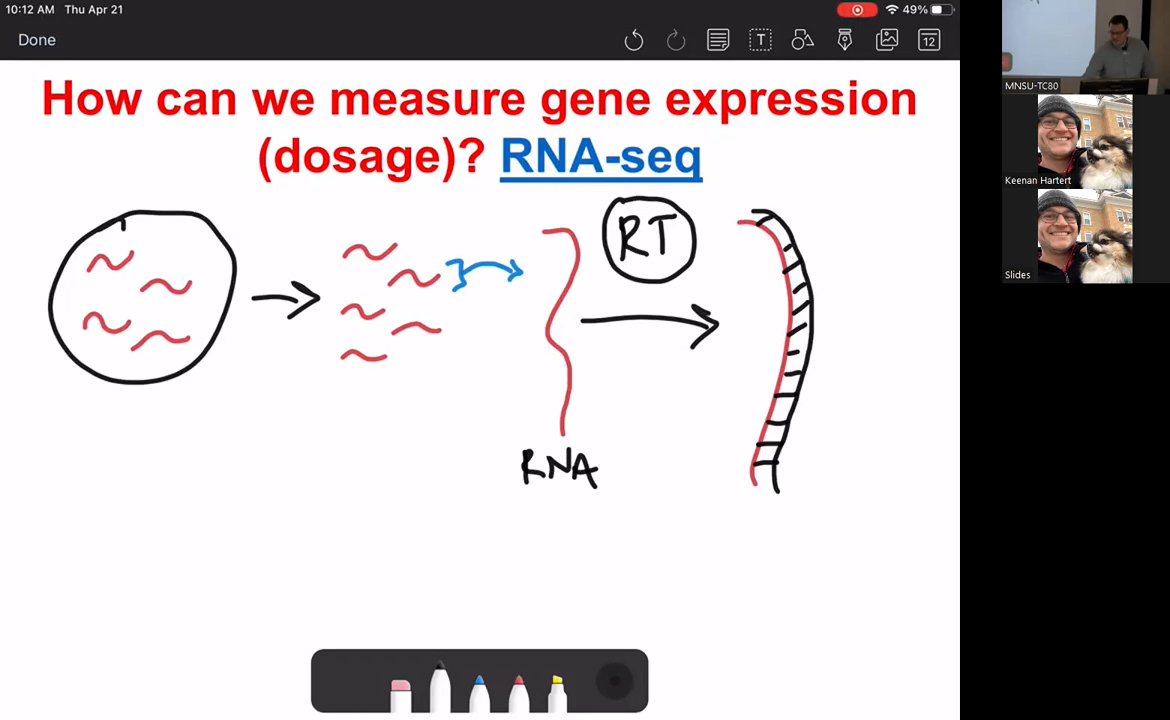 10:12 AM Thu Apr 21
49%
Done
T
12
How can we measure gene expression
(dosage)? RNA-seq
RT
RNA
MNSU-TC80
Keenan Hartert
Slides